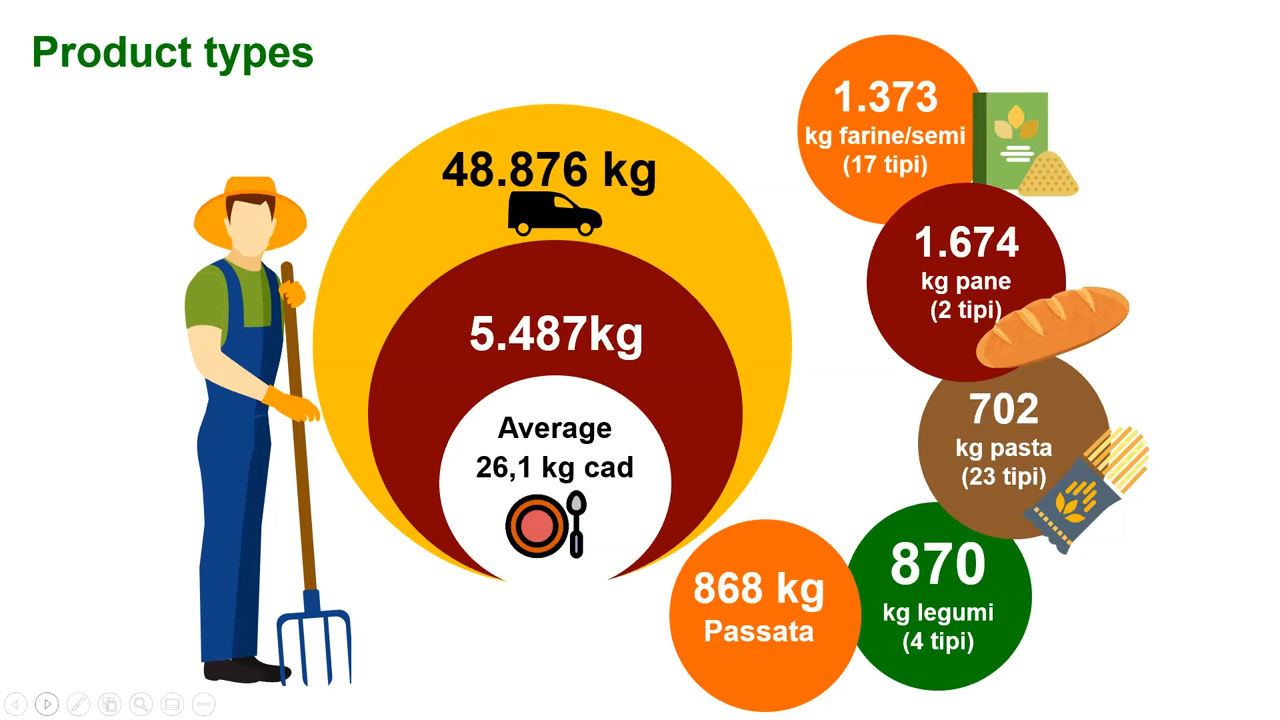 Product types
48.876 kg
5.487kg
Average
26,1 kg cad
1.373
kg farine/semi
(17 tipi)
1.674
kg pane
(2 tipi)
702
kg pasta
(23 tipi)
870
kg legumi
(4 tipi)
868 kg
Passata